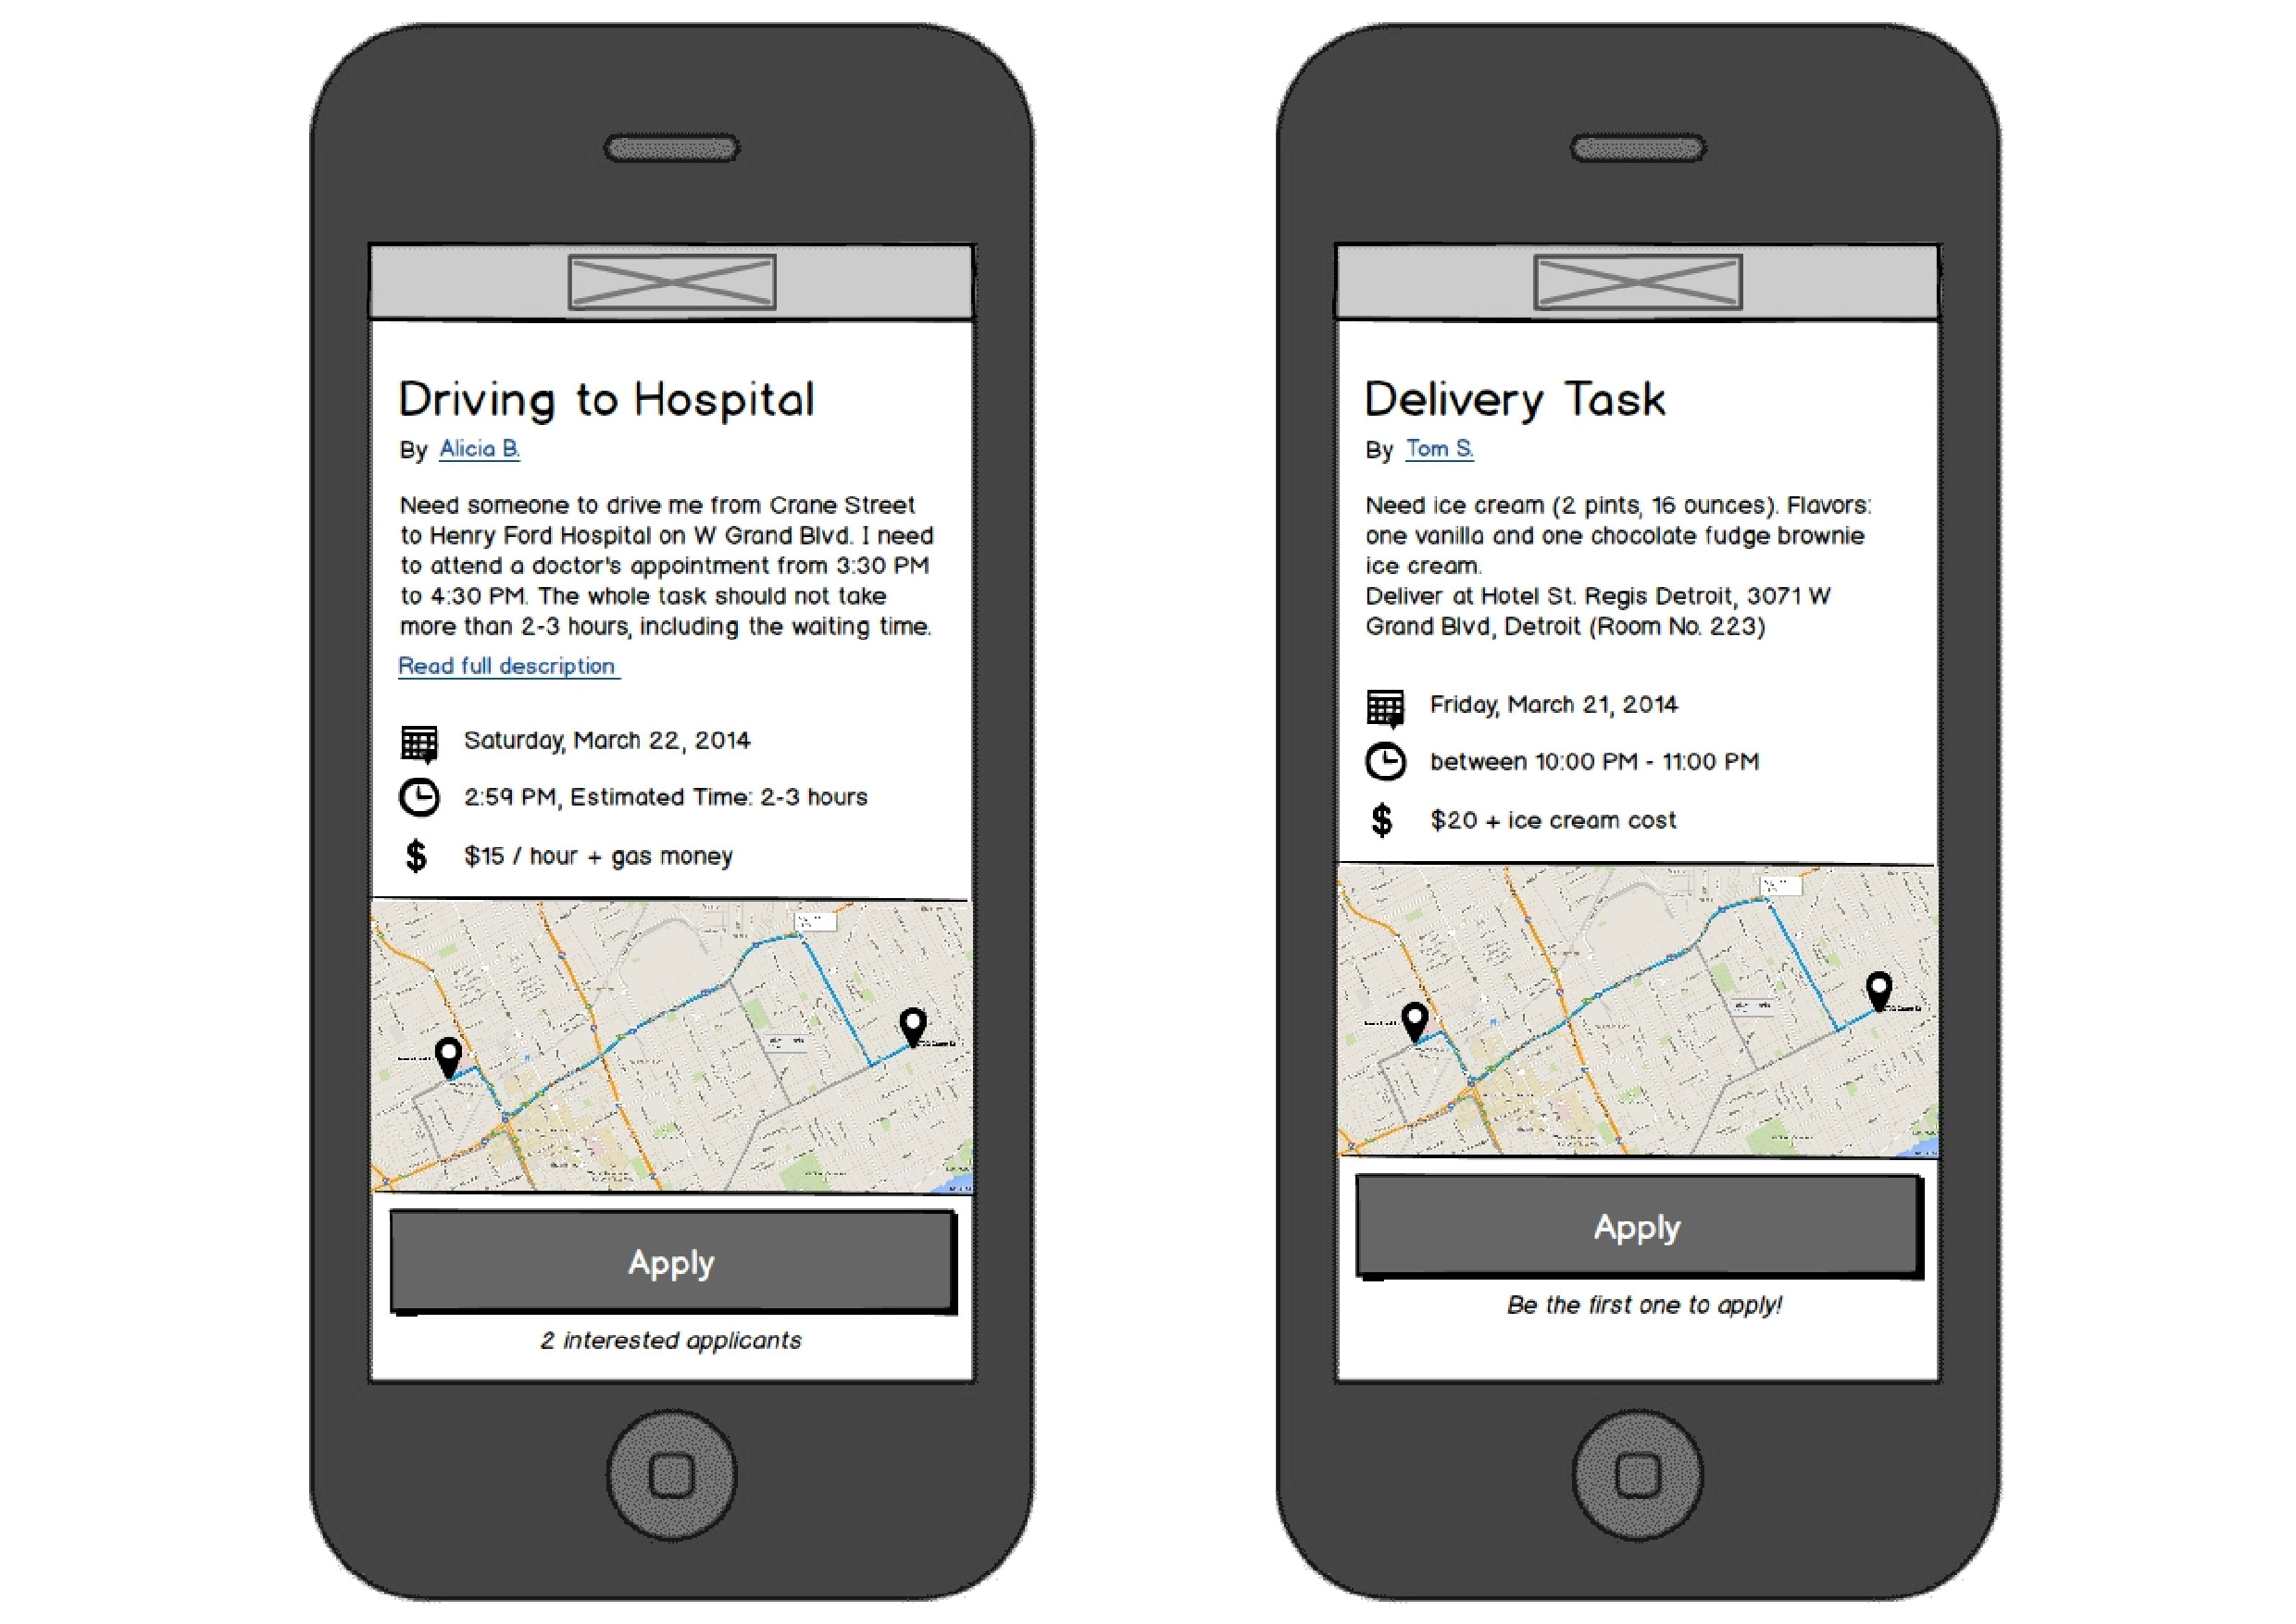 Driving to Hospital
By Alicia B.
Need someone to drive me from Crane Street
to Henry Ford Hospital on W Grand Blvd. I need
to attend a doctor's appointment from 3:30 PM
to 4:30 PM. The whole task should not take
more than 2-3 hours, including the waiting time.
Read full description
Saturday, March 22, 2014
2:59 PM, Estimated Time: 2-3 hours
$ $15 / hour + gas money
Apply
2 interested applicants
Delivery Task
By Tom S.
Need ice cream (2 pints, 16 ounces). Flavors:
one vanilla and one chocolate fudge brownie
ice cream.
Deliver at Hotel St. Regis Detroit, 3071 W
Grand Blvd, Detroit (Room No. 223)
Friday, March 21, 2014
between 10:00 PM - 11:00 PM
$ $20 + ice cream cost
Apply
Be the first one to apply!